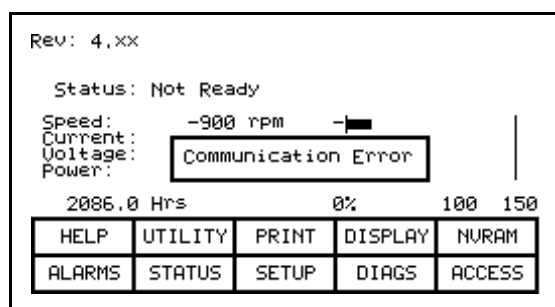 Rev: 4.xx
Status: Not Ready
Speed: -900 rpm
Current:
Voltage:
Communication Error
Power:
2086.0 Hrs 0% 100 150
HELP UTILITY PRINT DISPLAY NVRAM
ALARMS STATUS SETUP DIAGS ACCESS